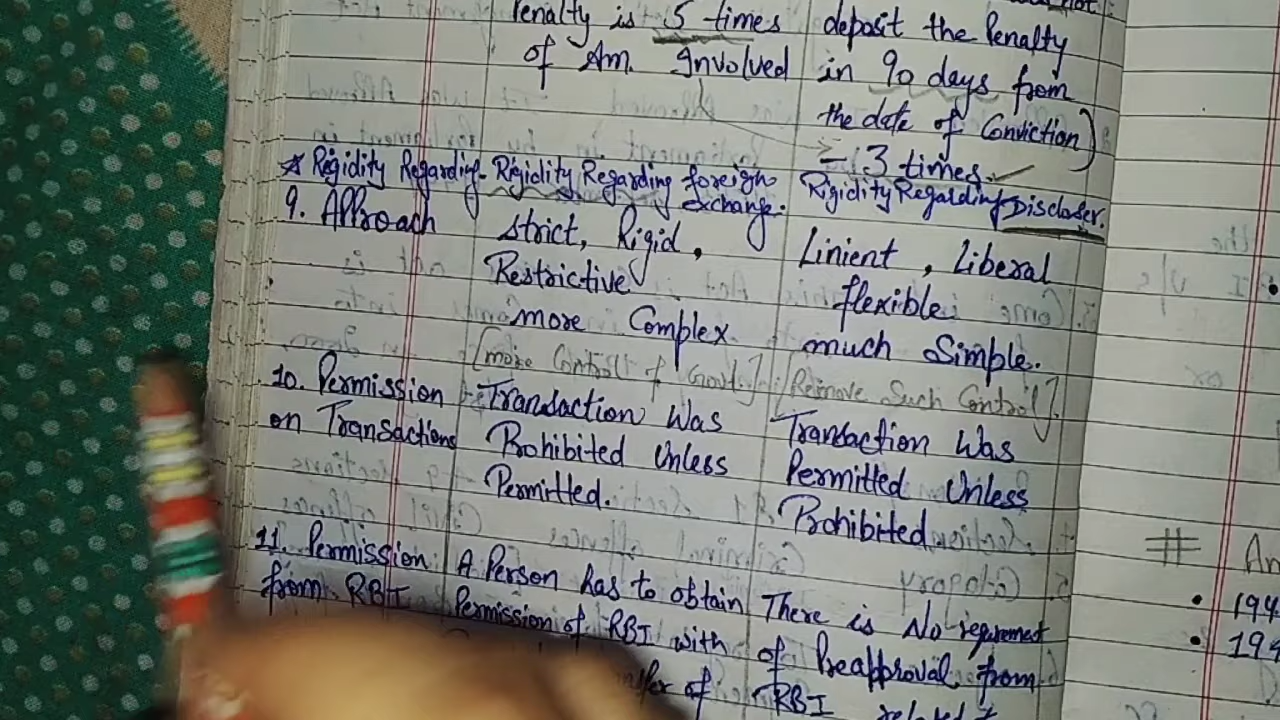 Penalty is 5 times
of Am. Involved
deposit the Penalty
in 90 days from
the date of Conviction)
- 3 times.
* Rigidity Regarding- Rigidity Regarding foreign
exchange.
Rigidity Regarding Discloser.
9. Approach
Strict, Rigid,
Restrictive
more Complex
[more Controll of Govt.]
Linient, Liberal
flexible
much Simple.
[Remove Such Control].
10. Permission
on Transactions
Transaction Was
Prohibited Unless
Permitted.
Transaction Was
Permitted Unless
Prohibited
11. Permission
from RBI
A Person has to obtain
Permission of RBI with
of
There is No
of Preapproval from
RBI
#
194
194